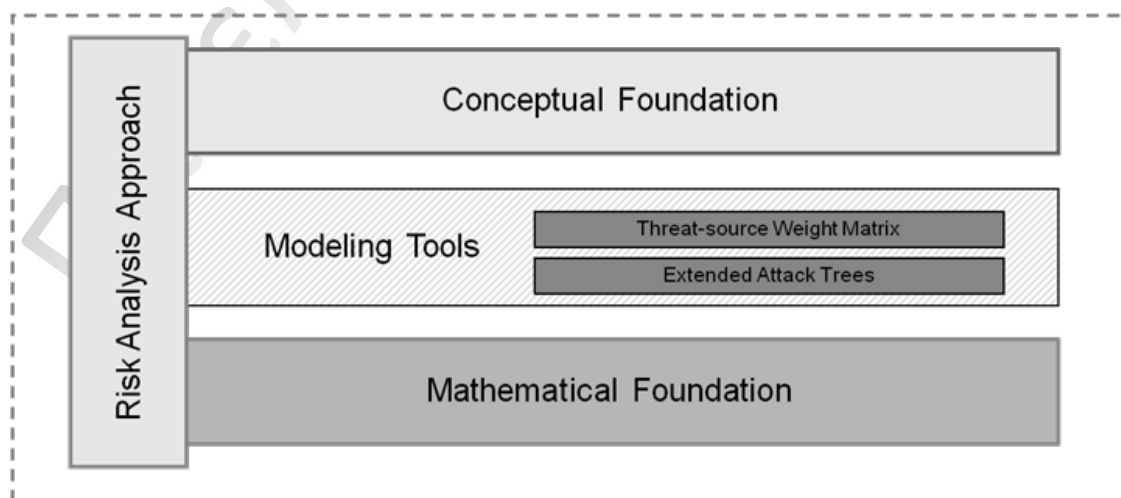 Risk Analysis Approach
Conceptual Foundation
Modeling Tools
Threat-source Weight Matrix
Extended Attack Trees
Mathematical Foundation